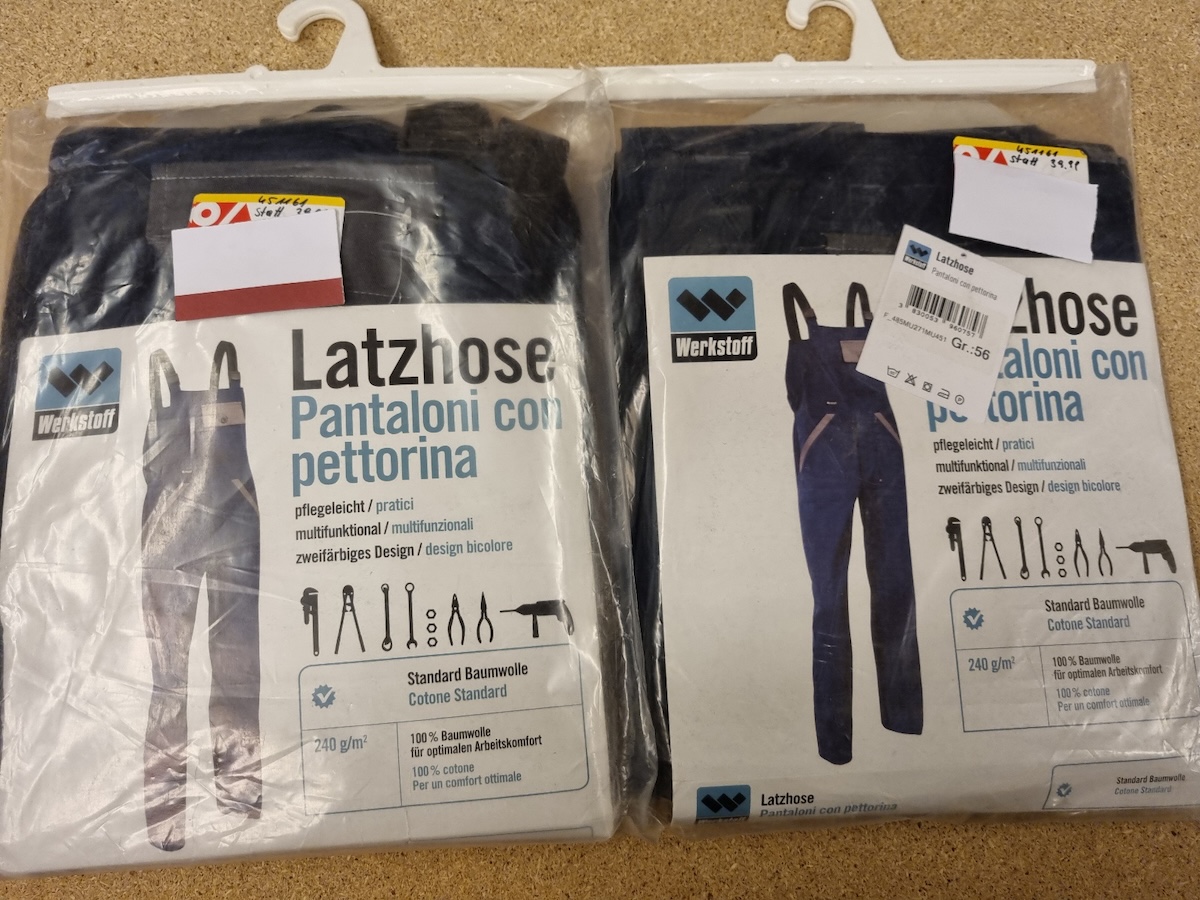 %
451161
statt
Werkstoff
Latzhose
Pantaloni con
pettorina
pflegeleicht / pratici
multifunktional / multifunzionali
zweifärbiges Design / design bicolore
Standard Baumwolle
Cotone Standard
240 g/m²
100% Baumwolle
für optimalen Arbeitskomfort
100% cotone
Per un comfort ottimale
451161
statt 39.99
Werkstoff
Latzhose
Pantaloni con pettorina
F_485MU271MU451
Gr.:56
Werkstoff
zhose
taloni con
pettorina
pflegeleicht / pratici
multifunktional / multifunzionali
zweifärbiges Design / design bicolore
Standard Baumwolle
Cotone Standard
240 g/m²
100% Baumwolle
für optimalen Arbeitskomfort
100% cotone
Per un comfort ottimale
Latzhose
Pantaloni con pettorina
Standard Baumwolle
Cotone Standard